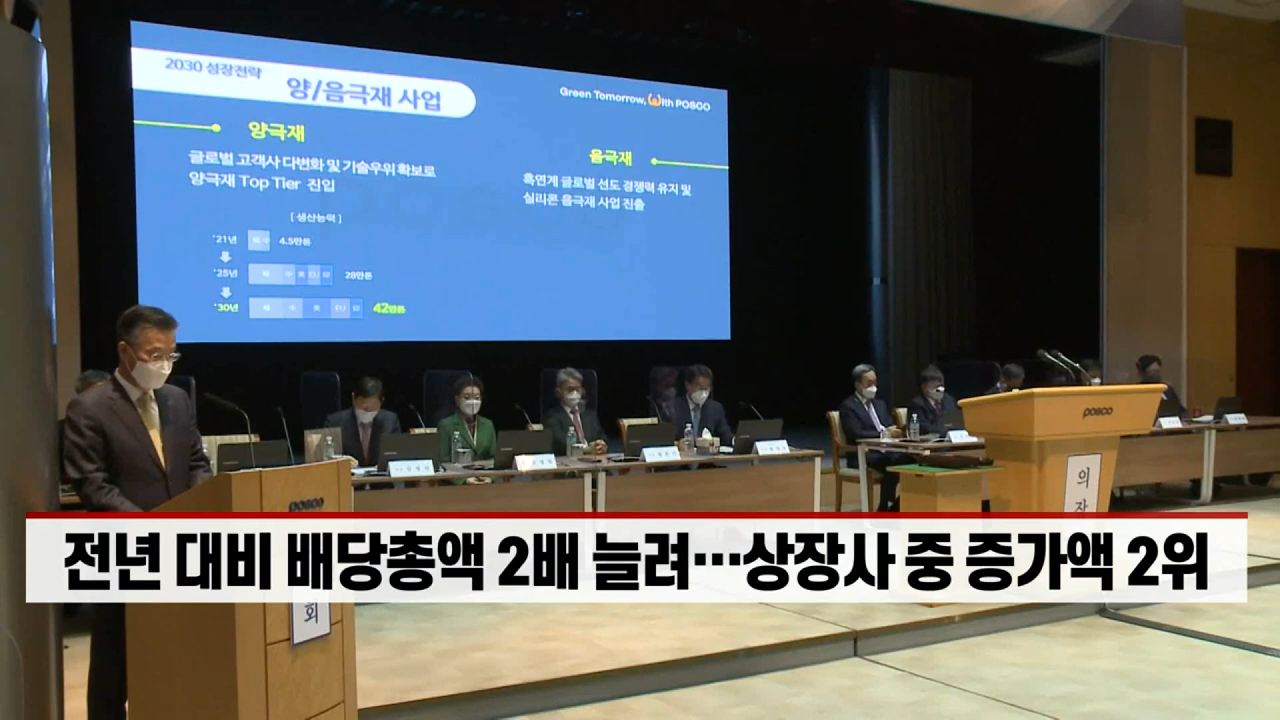 2030 성장전략
양/음극재 사업
Green Tomorrow, With POSCO
양극재
글로벌 고객사 다변화 및 기술우위 확보로
양극재 Top Tier 진입
[생산능력]
'21년 4.5만톤
'25년 28만톤
'30년 42만톤
음극재
흑연계 글로벌 선도 경쟁력 유지 및
실리콘 음극재 사업 진출
posco
posco
의장
회
전년 대비 배당총액 2배 늘려…상장사 중 증가액 2위